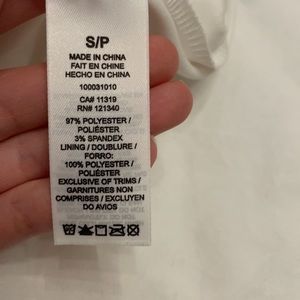 S/P
MADE IN CHINA
FAIT EN CHINE
HECHO EN CHINA
100031010
CA# 11319
RN# 121340
97% POLYESTER /
POLIÉSTER
3% SPANDEX
LINING / DOUBLURE /
FORRO:
100% POLYESTER /
POLIÉSTER
EXCLUSIVE OF TRIMS /
GARNITURES NON
COMPRISES / EXCLUYEN
DO AVIOS